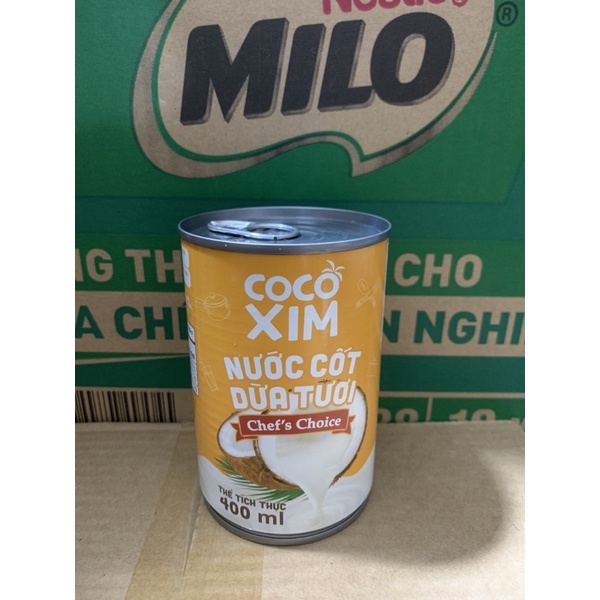 Nestlé
MILO®
NG TH CHO
A CHI N NGHI
COCO
XIM
NƯỚC CỐT
DỪA TƯƠI
Chef's Choice
THỂ TÍCH THỰC
400 ml